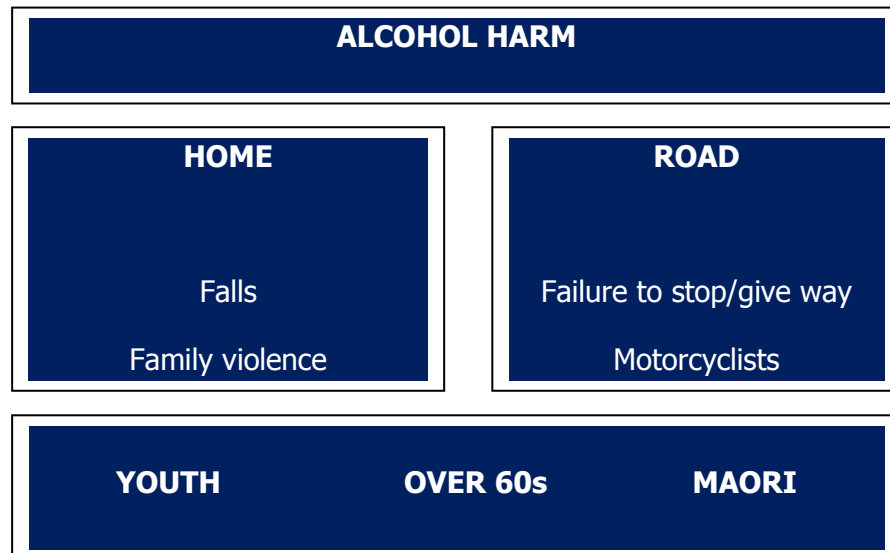 ALCOHOL HARM
HOME
Falls
Family violence
ROAD
Failure to stop/give way
Motorcyclists
YOUTH OVER 60s MAORI